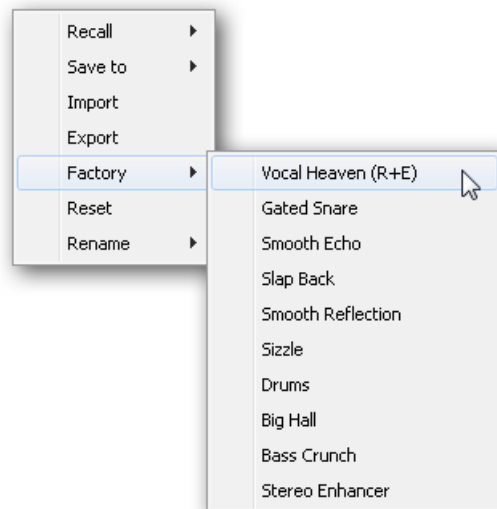 Recall
Save to
Import
Export
Factory
Reset
Rename
Vocal Heaven (R+E)
Gated Snare
Smooth Echo
Slap Back
Smooth Reflection
Sizzle
Drums
Big Hall
Bass Crunch
Stereo Enhancer